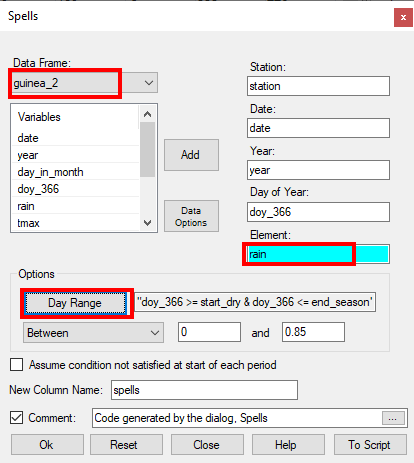 Spells
x
Data Frame:
guinea_2
Variables
date
year
day_in_month
doy_366
rain
tmax
Add
Data
Options
Station:
station
Date:
date
Year:
year
Day of Year:
doy_366
Element:
rain
Options
Day Range
"doy_366 >= start_dry & doy_366 <= end_season'
Between
0
and
0.85
Assume condition not satisfied at start of each period
New Column Name:
spells
Comment:
Code generated by the dialog, Spells
...
Ok
Reset
Close
Help
To Script